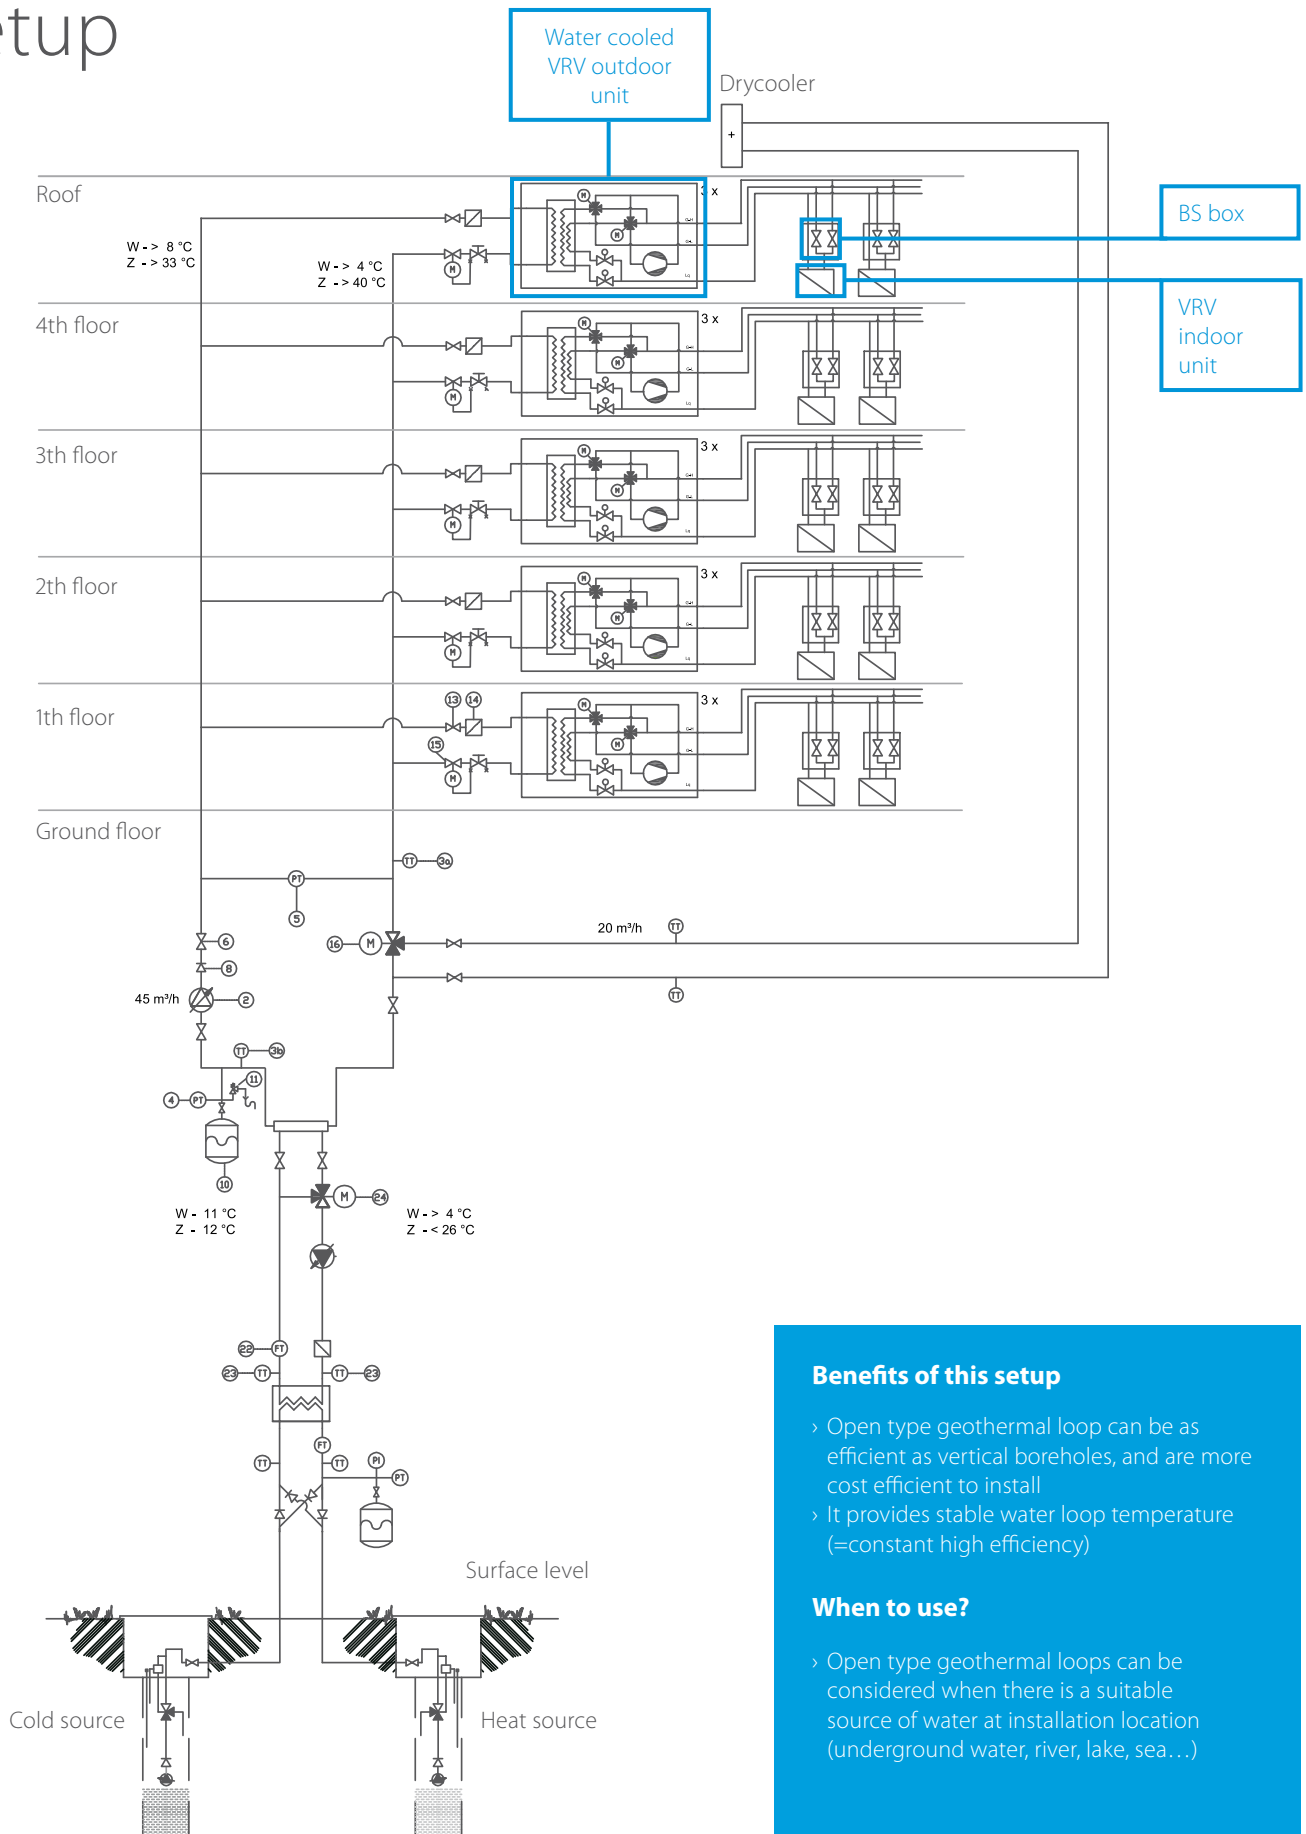 etup
Water cooled
VRV outdoor
unit
Drycooler
+
Roof
3 x
BS box
W - > 8 °C
Z - > 33 °C
W - > 4 °C
Z - > 40 °C
M
M
M
VRV
indoor
unit
4th floor
3 x
M
M
M
3th floor
3 x
M
M
M
2th floor
3 x
M
M
M
1th floor
13
14
3 x
M
M
15
M
Ground floor
TT
3a
PT
5
6
16
M
20 m³/h
TT
8
45 m³/h
2
TT
TT
3b
11
4
PT
10
M
24
W - 11 °C
Z - 12 °C
W - > 4 °C
Z - < 26 °C
22
FT
23
TT
TT
23
FT
TT
TT
PI
PT
Surface level
Cold source
Heat source
Benefits of this setup
› Open type geothermal loop can be as
efficient as vertical boreholes, and are more
cost efficient to install
› It provides stable water loop temperature
(=constant high efficiency)
When to use?
› Open type geothermal loops can be
considered when there is a suitable
source of water at installation location
(underground water, river, lake, sea…)